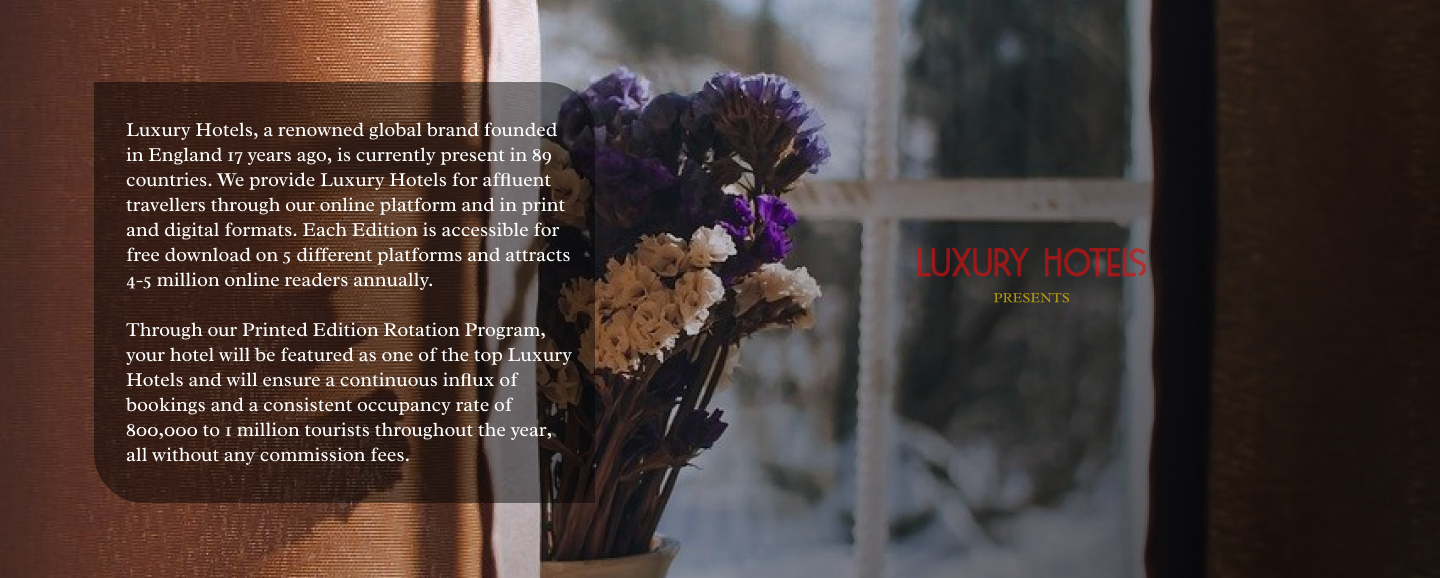 Luxury Hotels, a renowned global brand founded
in England 17 years ago, is currently present in 89
countries. We provide Luxury Hotels for affluent
travellers through our online platform and in print
and digital formats. Each Edition is accessible for
free download on 5 different platforms and attracts
4-5 million online readers annually.
Through our Printed Edition Rotation Program,
your hotel will be featured as one of the top Luxury
Hotels and will ensure a continuous influx of
bookings and a consistent occupancy rate of
800,000 to 1 million tourists throughout the year,
all without any commission fees.
LUXURY HOTELS
PRESENTS